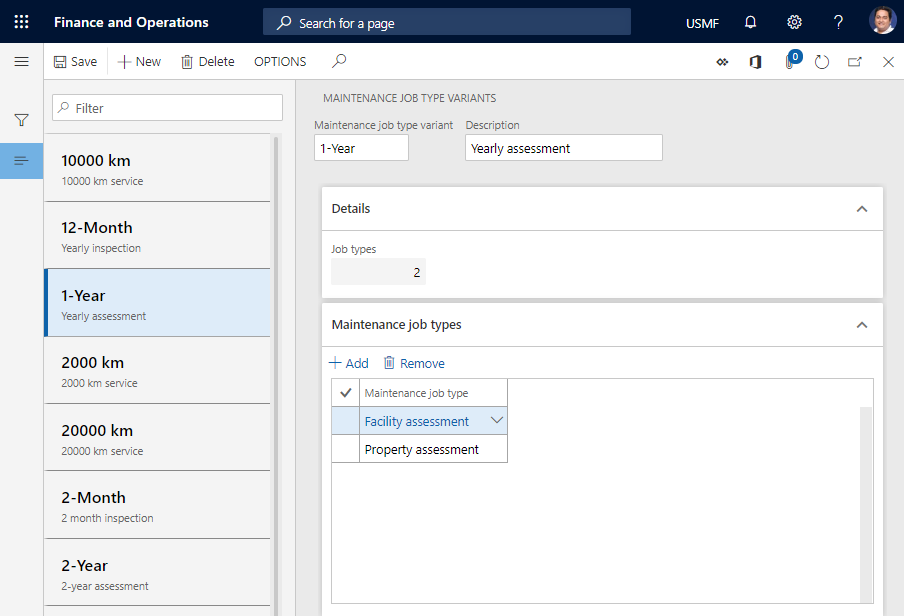 Finance and Operations
Search for a page
USMF
?
Save
New
Delete
OPTIONS
0
Filter
10000 km
10000 km service
12-Month
Yearly inspection
1-Year
Yearly assessment
2000 km
2000 km service
20000 km
20000 km service
2-Month
2 month inspection
2-Year
2-year assessment
MAINTENANCE JOB TYPE VARIANTS
Maintenance job type variant Description
1-Year Yearly assessment
Details
Job types
2
Maintenance job types
Add Remove
Maintenance job type
Facility assessment
Property assessment